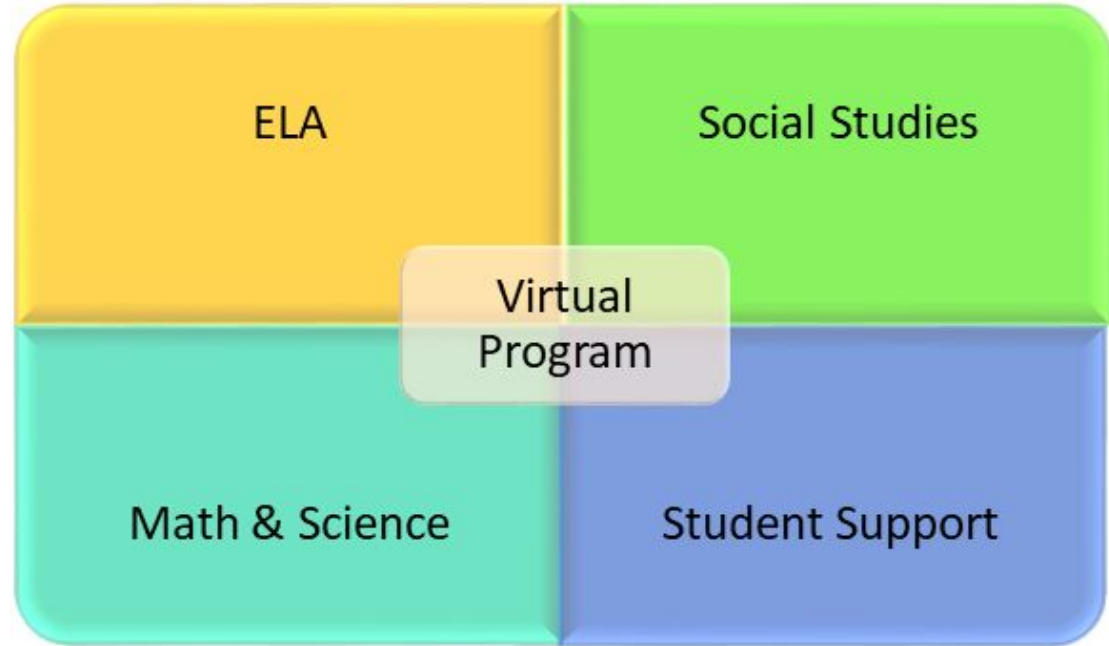 ELA
Social Studies
Virtual
Program
Math & Science
Student Support